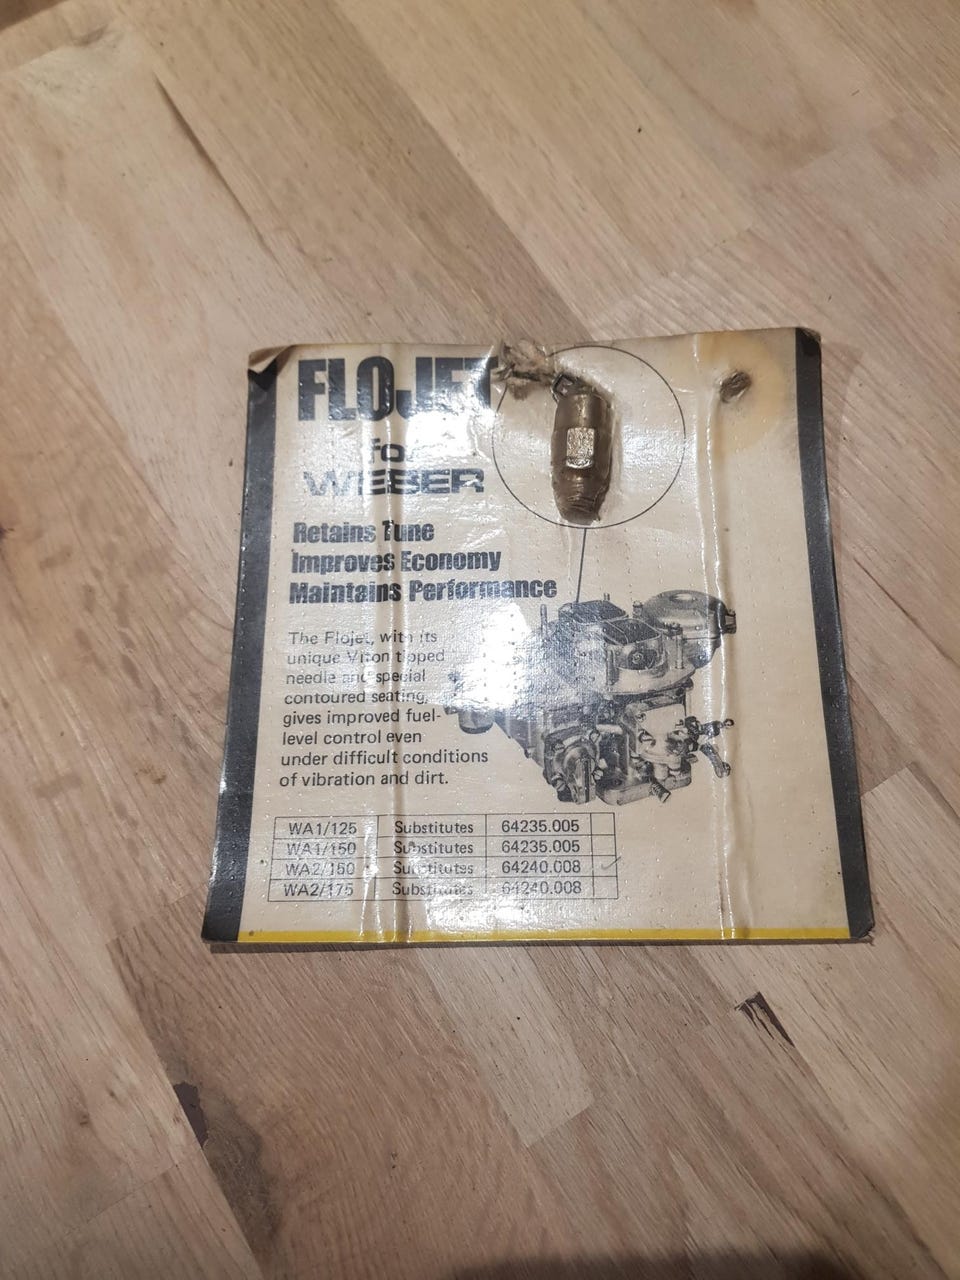 FLOJET
for
WEBER
Retains Tune
Improves Economy
Maintains Performance
The Flojet, with its
unique Viton tipped
needle and special
contoured seating,
gives improved fuel-
level control even
under difficult conditions
of vibration and dirt.
WA1/125 Substitutes 64235.005
WA1/150 Substitutes 64235.005
WA2/150 Substitutes 64240.008 ✓
WA2/175 Substitutes 64240.008